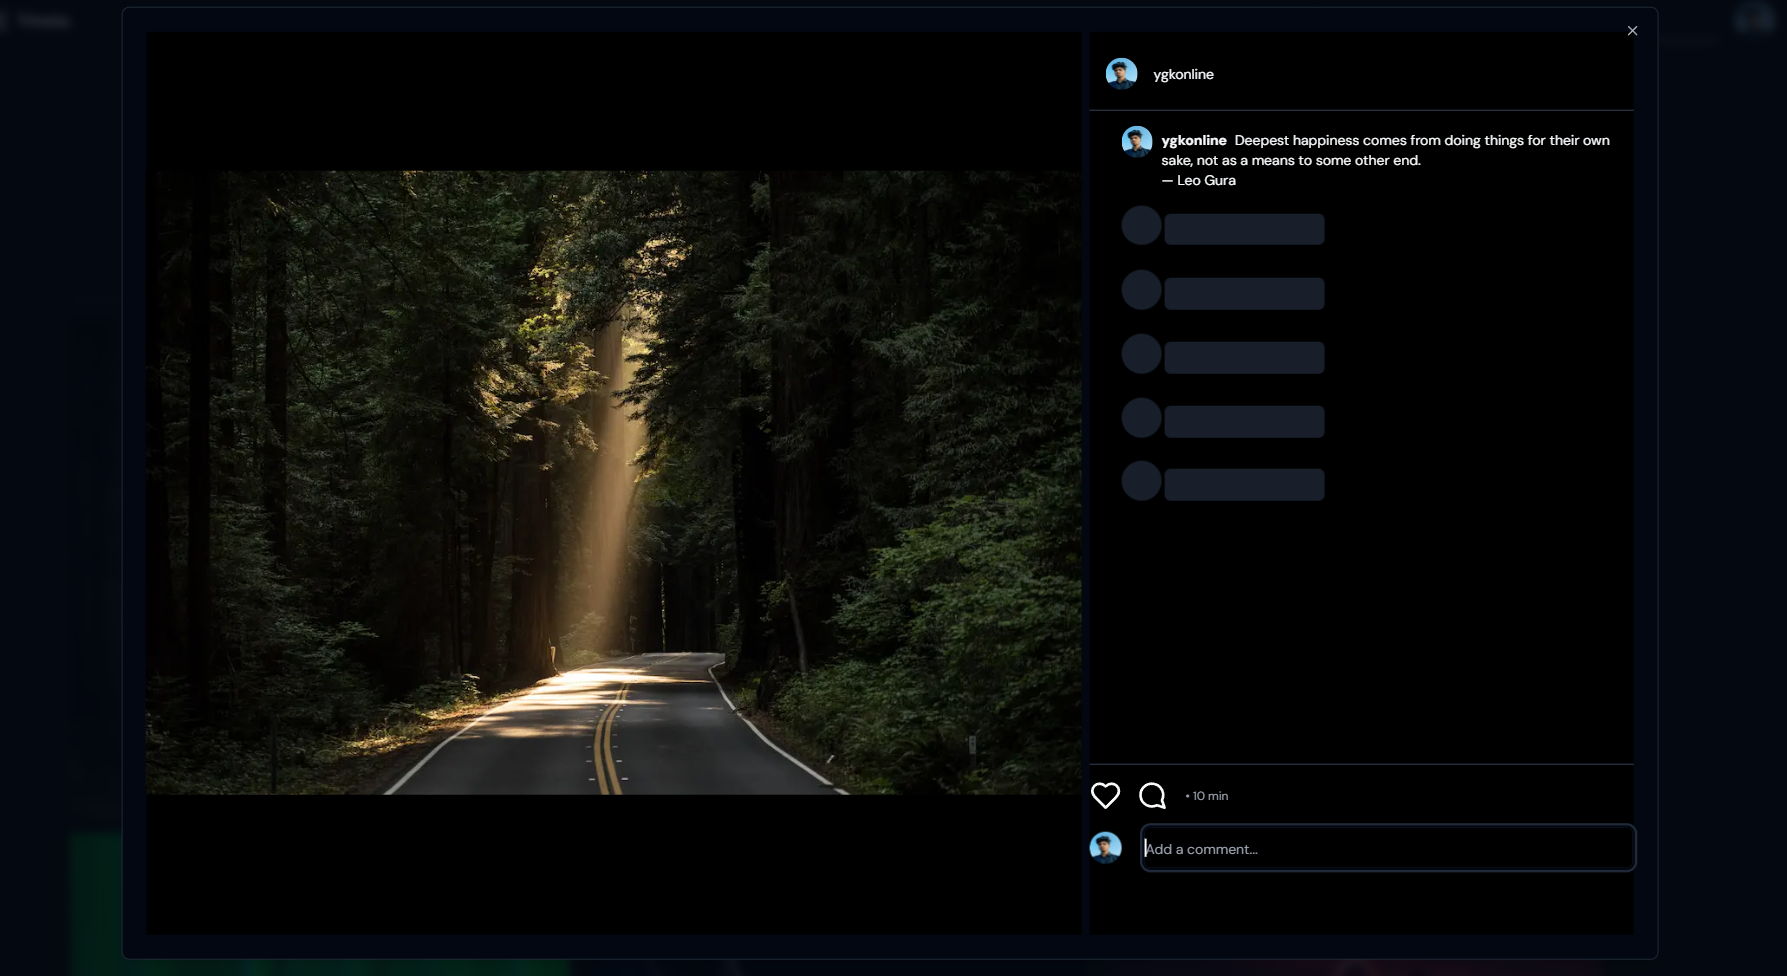 ygkonline
ygkonline Deepest happiness comes from doing things for their own
sake, not as a means to some other end.
— Leo Gura
• 10 min
Add a comment...